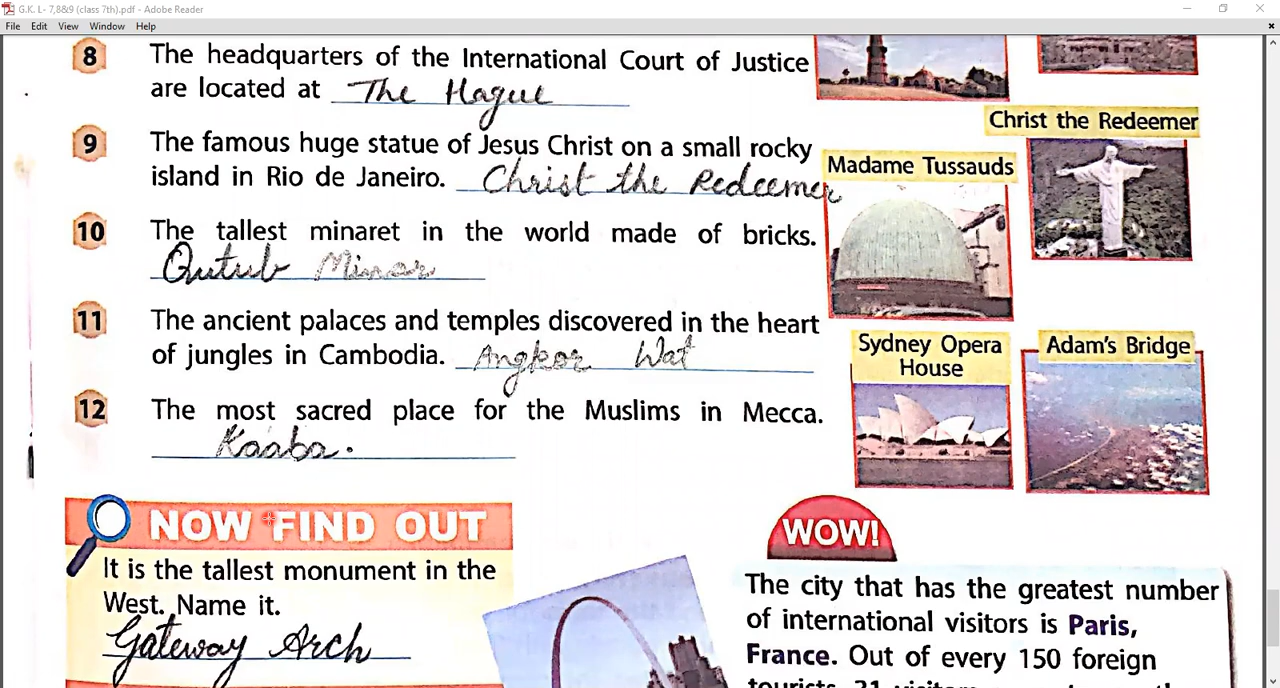 G.K. L- 7,8&9 (class 7th).pdf - Adobe Reader
File Edit View Window Help
8 The headquarters of the International Court of Justice
are located at The Hague
9 The famous huge statue of Jesus Christ on a small rocky
island in Rio de Janeiro. Christ the Redeemer
10 The tallest minaret in the world made of bricks.
Qutub Minar
11 The ancient palaces and temples discovered in the heart
of jungles in Cambodia. Angkor Wat
12 The most sacred place for the Muslims in Mecca.
Kaaba.
Christ the Redeemer
Madame Tussauds
Sydney Opera
House
Adam's Bridge
NOW FIND OUT
It is the tallest monument in the
West. Name it.
Gateway Arch
WOW!
The city that has the greatest number
of international visitors is Paris,
France. Out of every 150 foreign
tourists 21 visitors